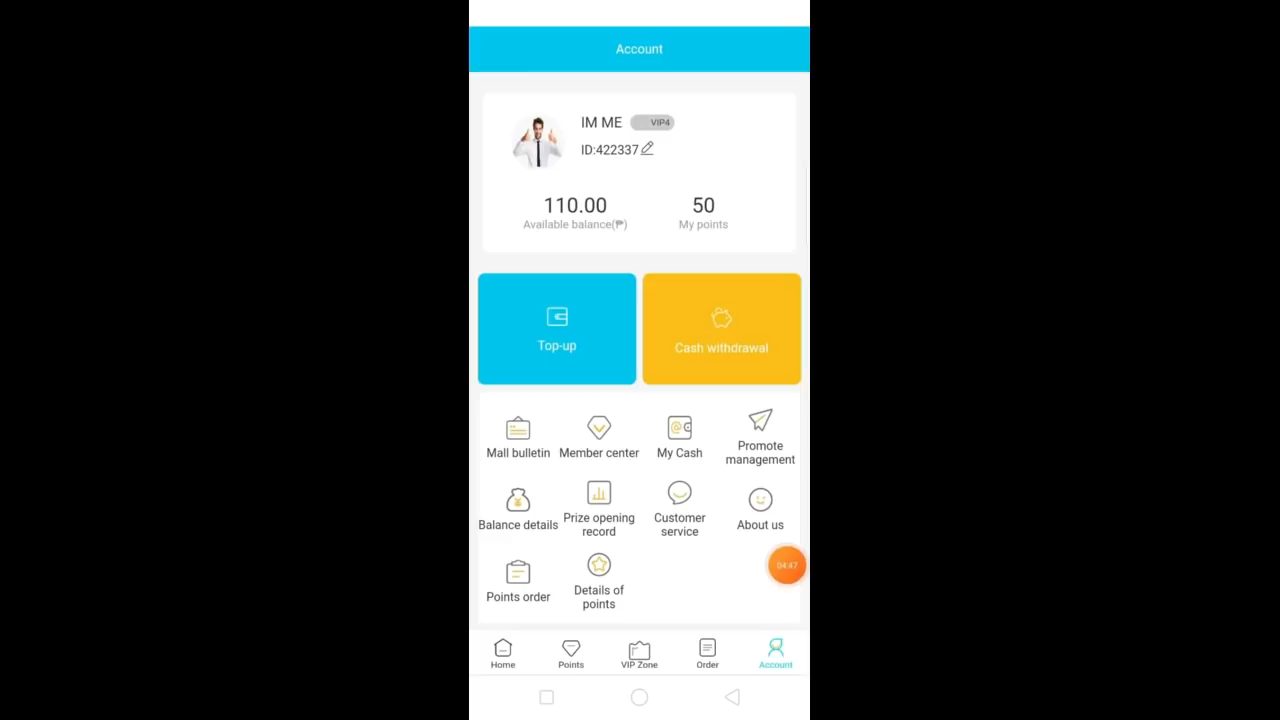 Account
IM ME VIP4
ID:422337
110.00 50
Available balance(₱) My points
Top-up Cash withdrawal
Mall bulletin Member center My Cash Promote management
Balance details Prize opening record Customer service About us
04:47
Points order Details of points
Home Points VIP Zone Order Account